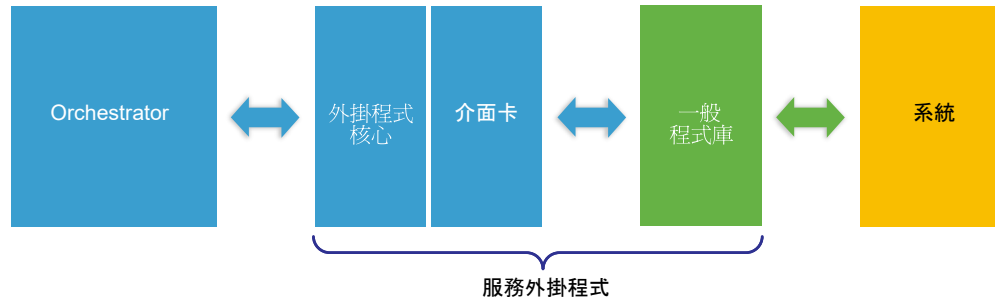 Orchestrator
外掛程式
核心
介面卡
一般
程式庫
系統
服務外掛程式